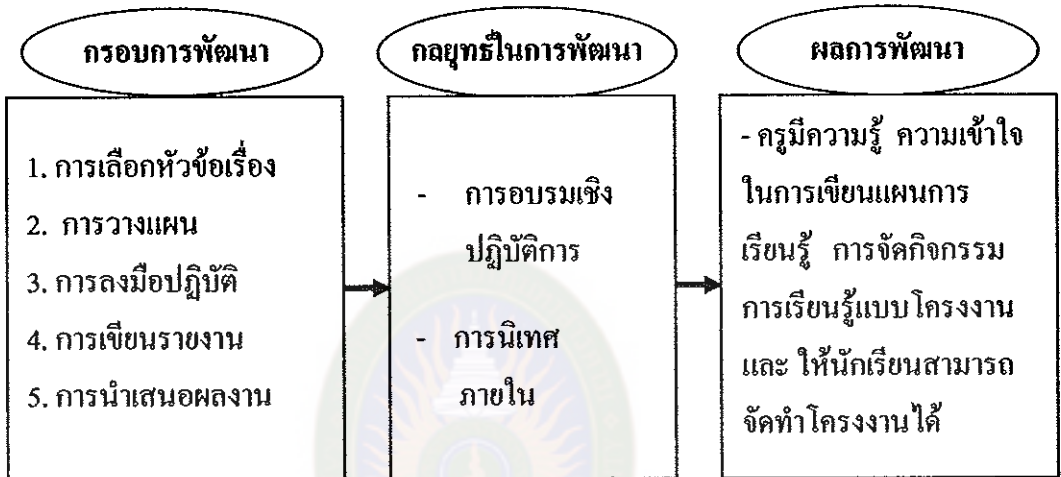 กรอบการพัฒนา
1. การเลือกหัวข้อเรื่อง
2. การวางแผน
3. การลงมือปฏิบัติ
4. การเขียนรายงาน
5. การนำเสนอผลงาน
กลยุทธ์ในการพัฒนา
- การอบรมเชิง
ปฏิบัติการ
- การนิเทศ
ภายใน
ผลการพัฒนา
- ครูมีความรู้ ความเข้าใจ
ในการเขียนแผนการ
เรียนรู้ การจัดกิจกรรม
การเรียนรู้แบบโครงงาน
และ ให้นักเรียนสามารถ
จัดทำโครงงานได้